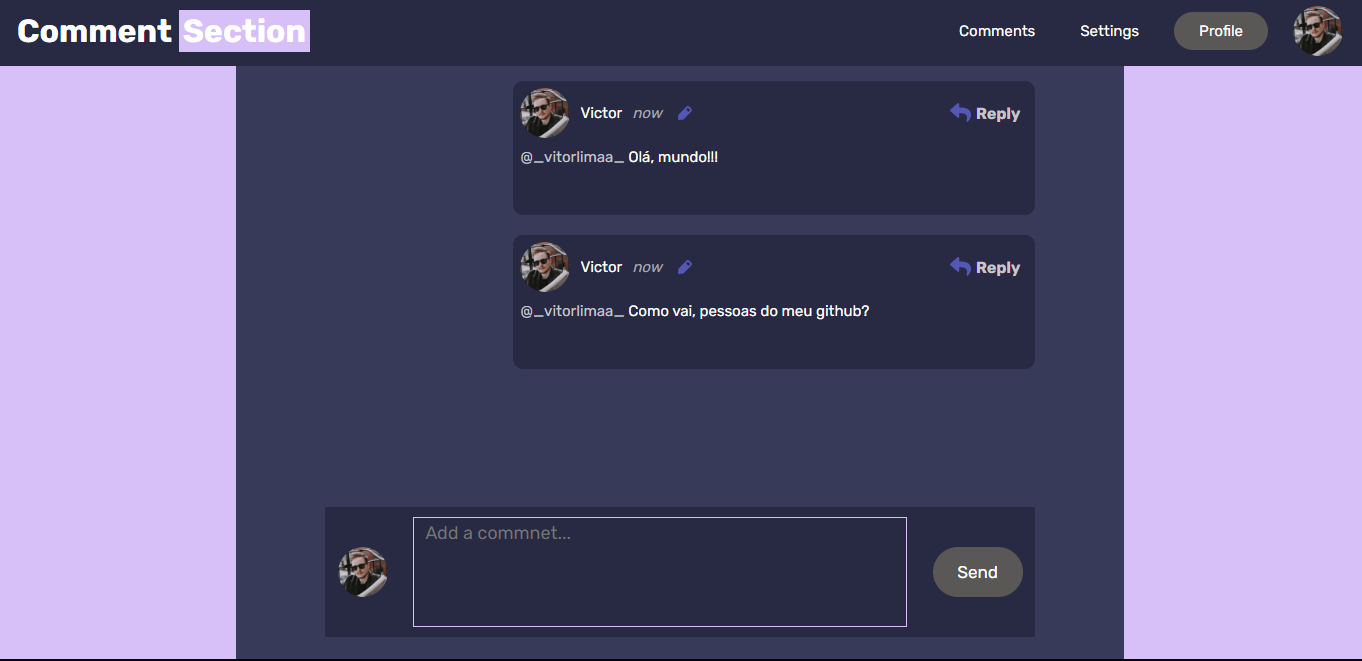 Comment Section
Comments Settings Profile
Victor now Reply
@_vitorlimaa_ Olá, mundo!!!
Victor now Reply
@_vitorlimaa_ Como vai, pessoas do meu github?
Add a commnet...
Send